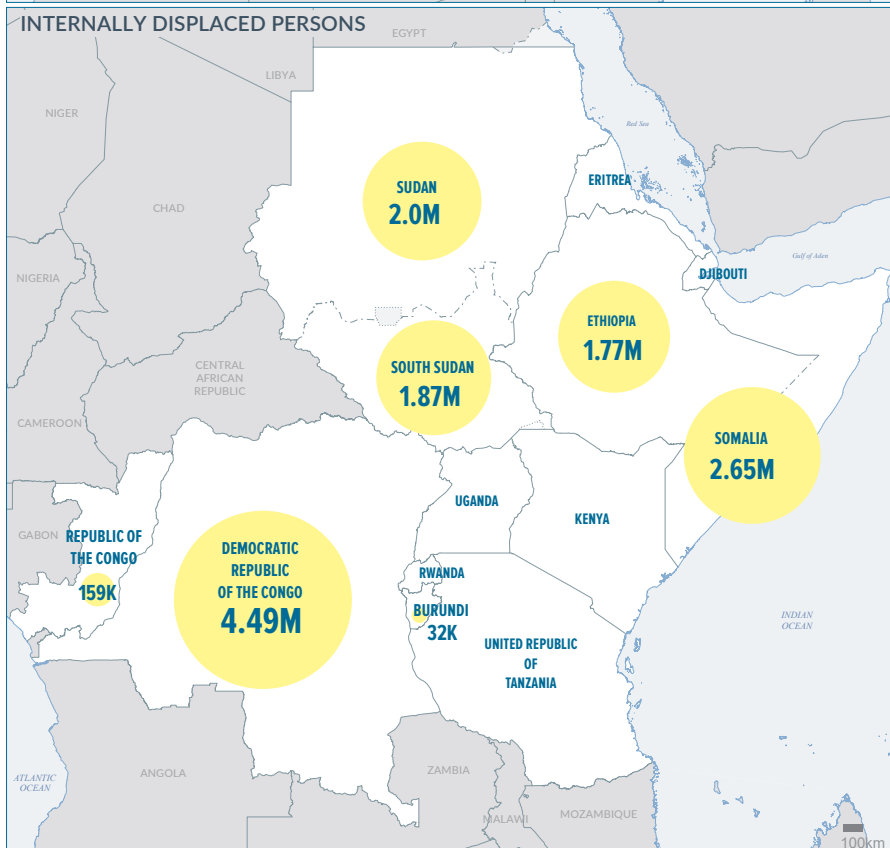 INTERNALLY DISPLACED PERSONS
EGYPT
LIBYA
NIGER
Red Sea
SUDAN
2.0M
ERITREA
CHAD
Gulf of Aden
DJIBOUTI
NIGERIA
ETHIOPIA
1.77M
SOUTH SUDAN
1.87M
CENTRAL
AFRICAN
REPUBLIC
CAMEROON
SOMALIA
2.65M
UGANDA
KENYA
GABON
REPUBLIC OF
THE CONGO
159K
DEMOCRATIC
REPUBLIC
OF THE CONGO
4.49M
RWANDA
BURUNDI
32K
UNITED REPUBLIC
OF
TANZANIA
INDIAN
OCEAN
ATLANTIC
OCEAN
ANGOLA
ZAMBIA
MALAWI
MOZAMBIQUE
100km